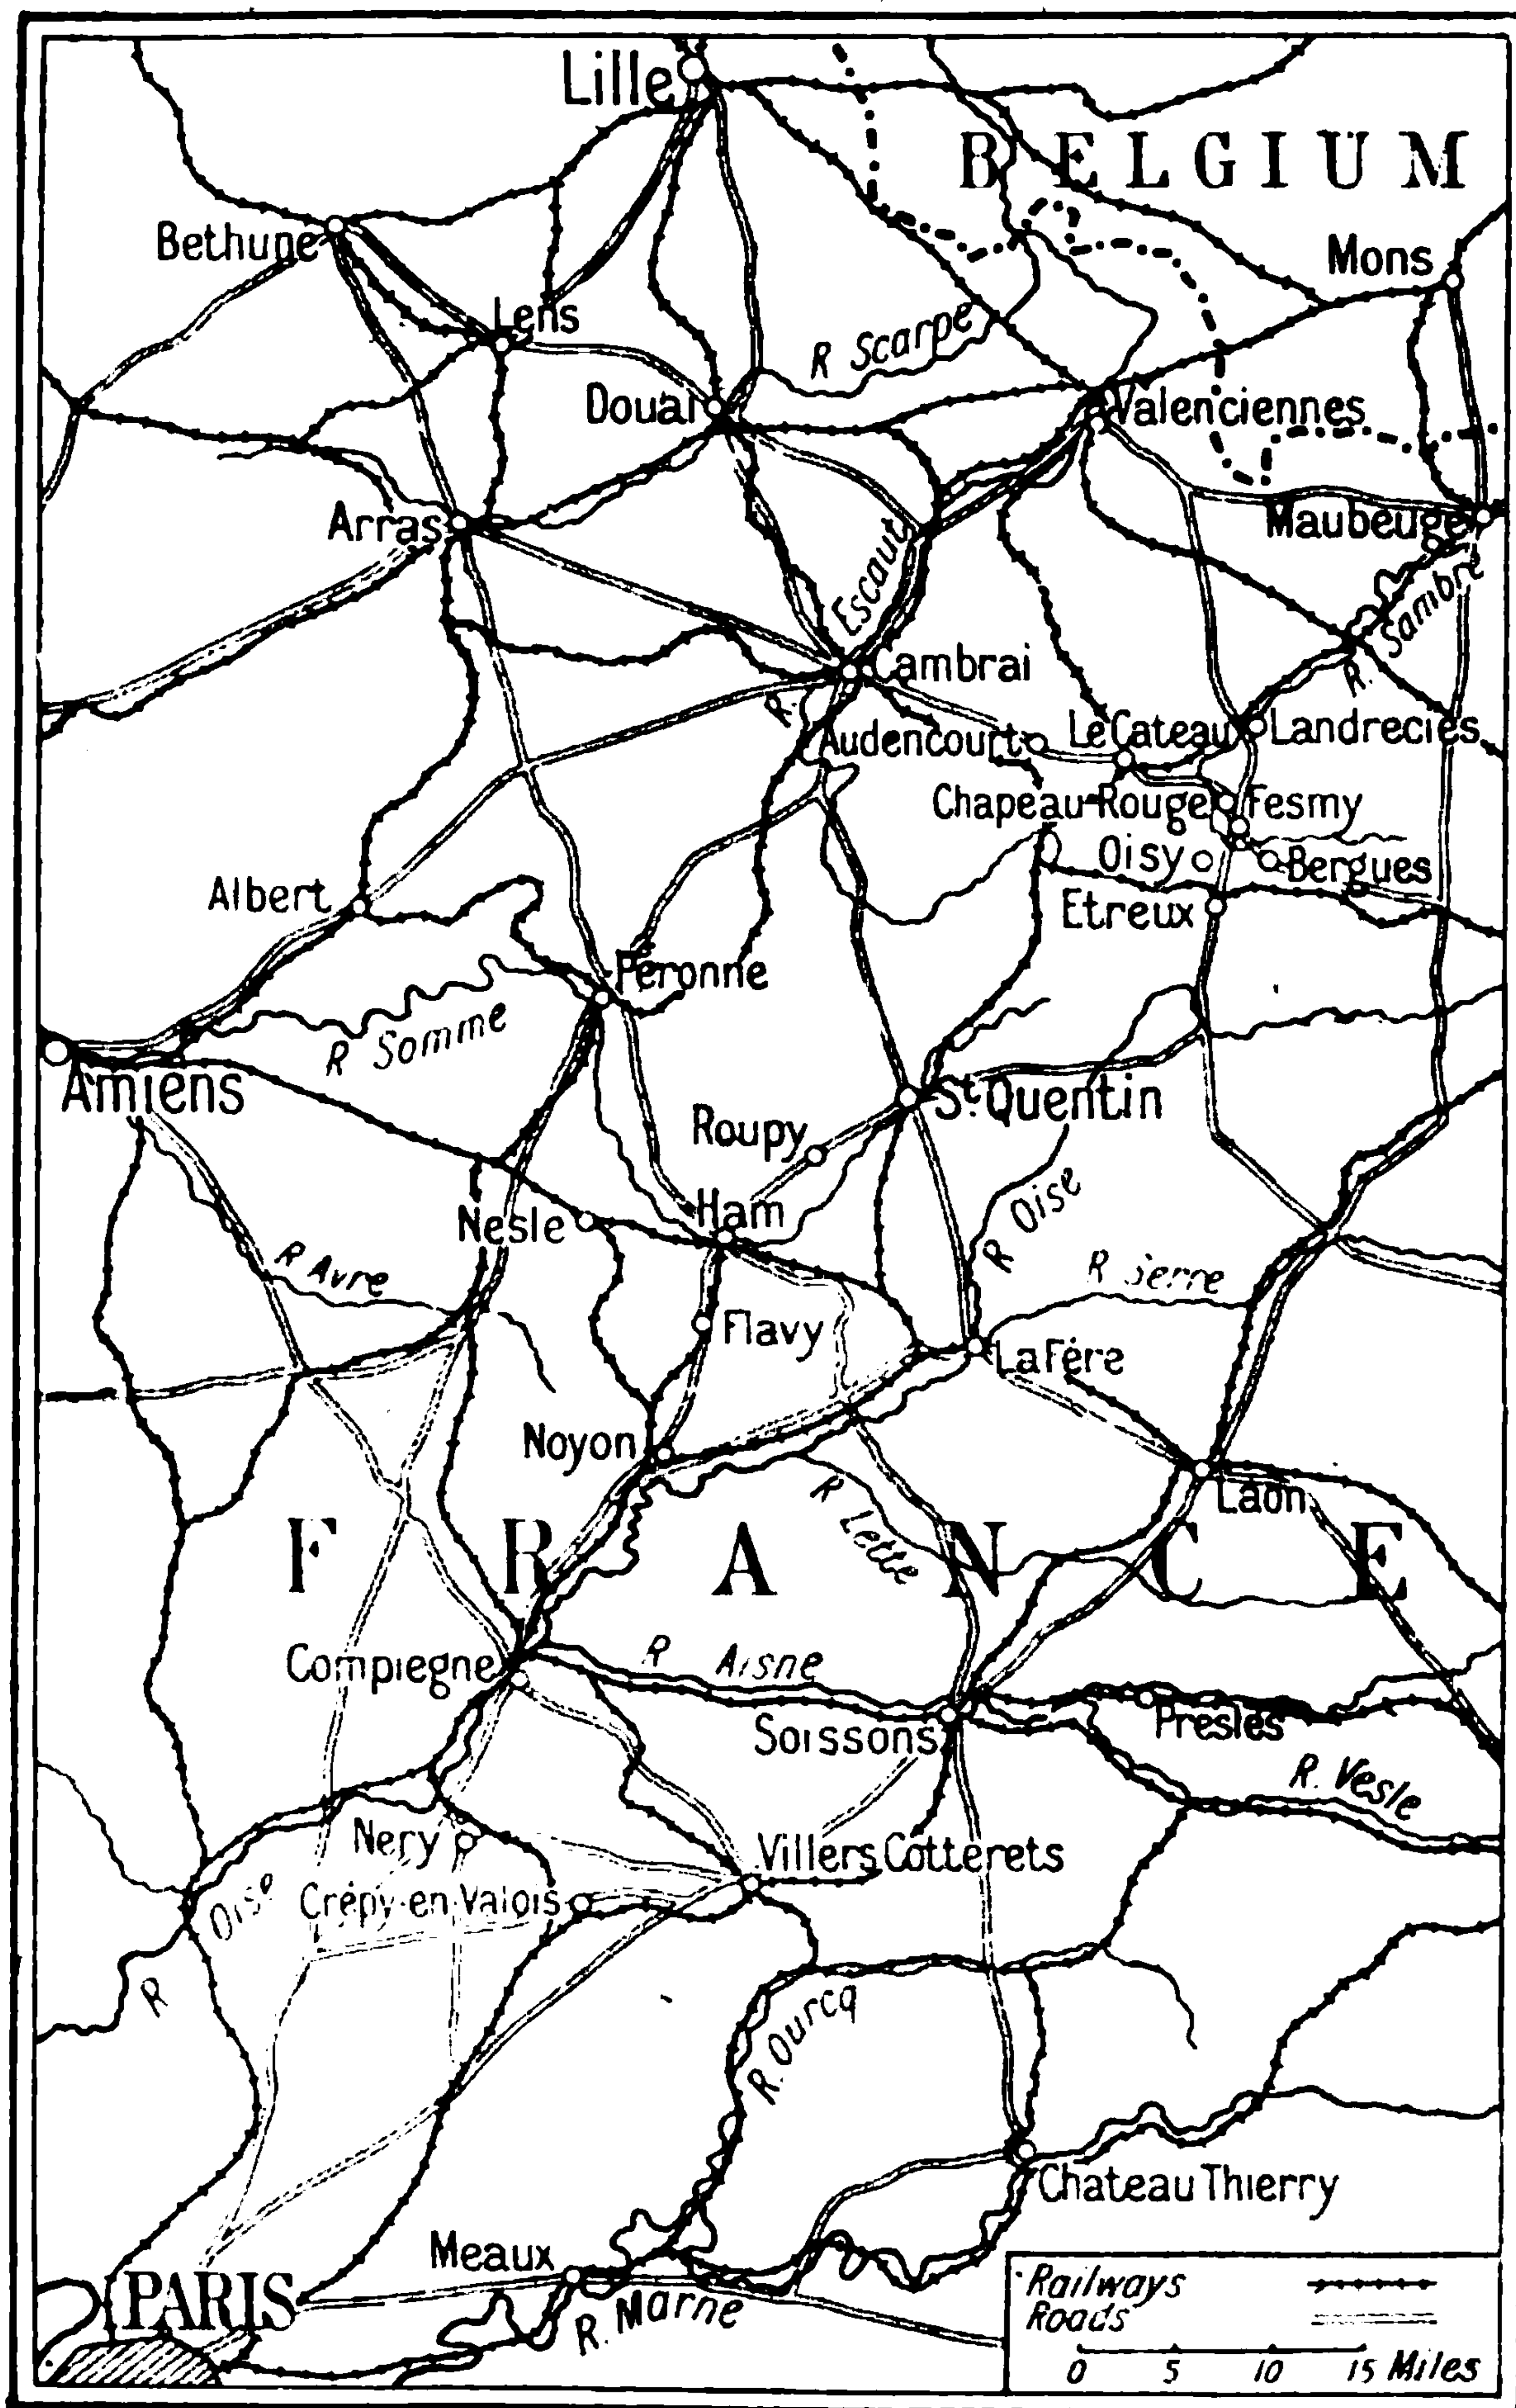 Lille
BELGIUM
Bethune
Mons
Lens
R Scarpe
Douai
Valenciennes
Arras
Maubeuge
Escaut
R.
R. Sambre
Cambrai
Audencourt
Le Cateau
Landrecies
Chapeau-Rouge
Fesmy
Oisy
Bergues
Albert
Etreux
Péronne
R Somme
Amiens
St. Quentin
Roupy
Ham
Nesle
R Oise
R Avre
R Serre
Flavy
La Fère
Noyon
Laon
R Lette
FRANCE
Compiegne
R Aisne
Soissons
Presles
R. Vesle
Nery
Villers Cotterets
Crépy-en-Valois
R Oise
R. Ourcq
Chateau Thierry
Meaux
PARIS
R. Marne
Railways
Roads
0 5 10 15 Miles